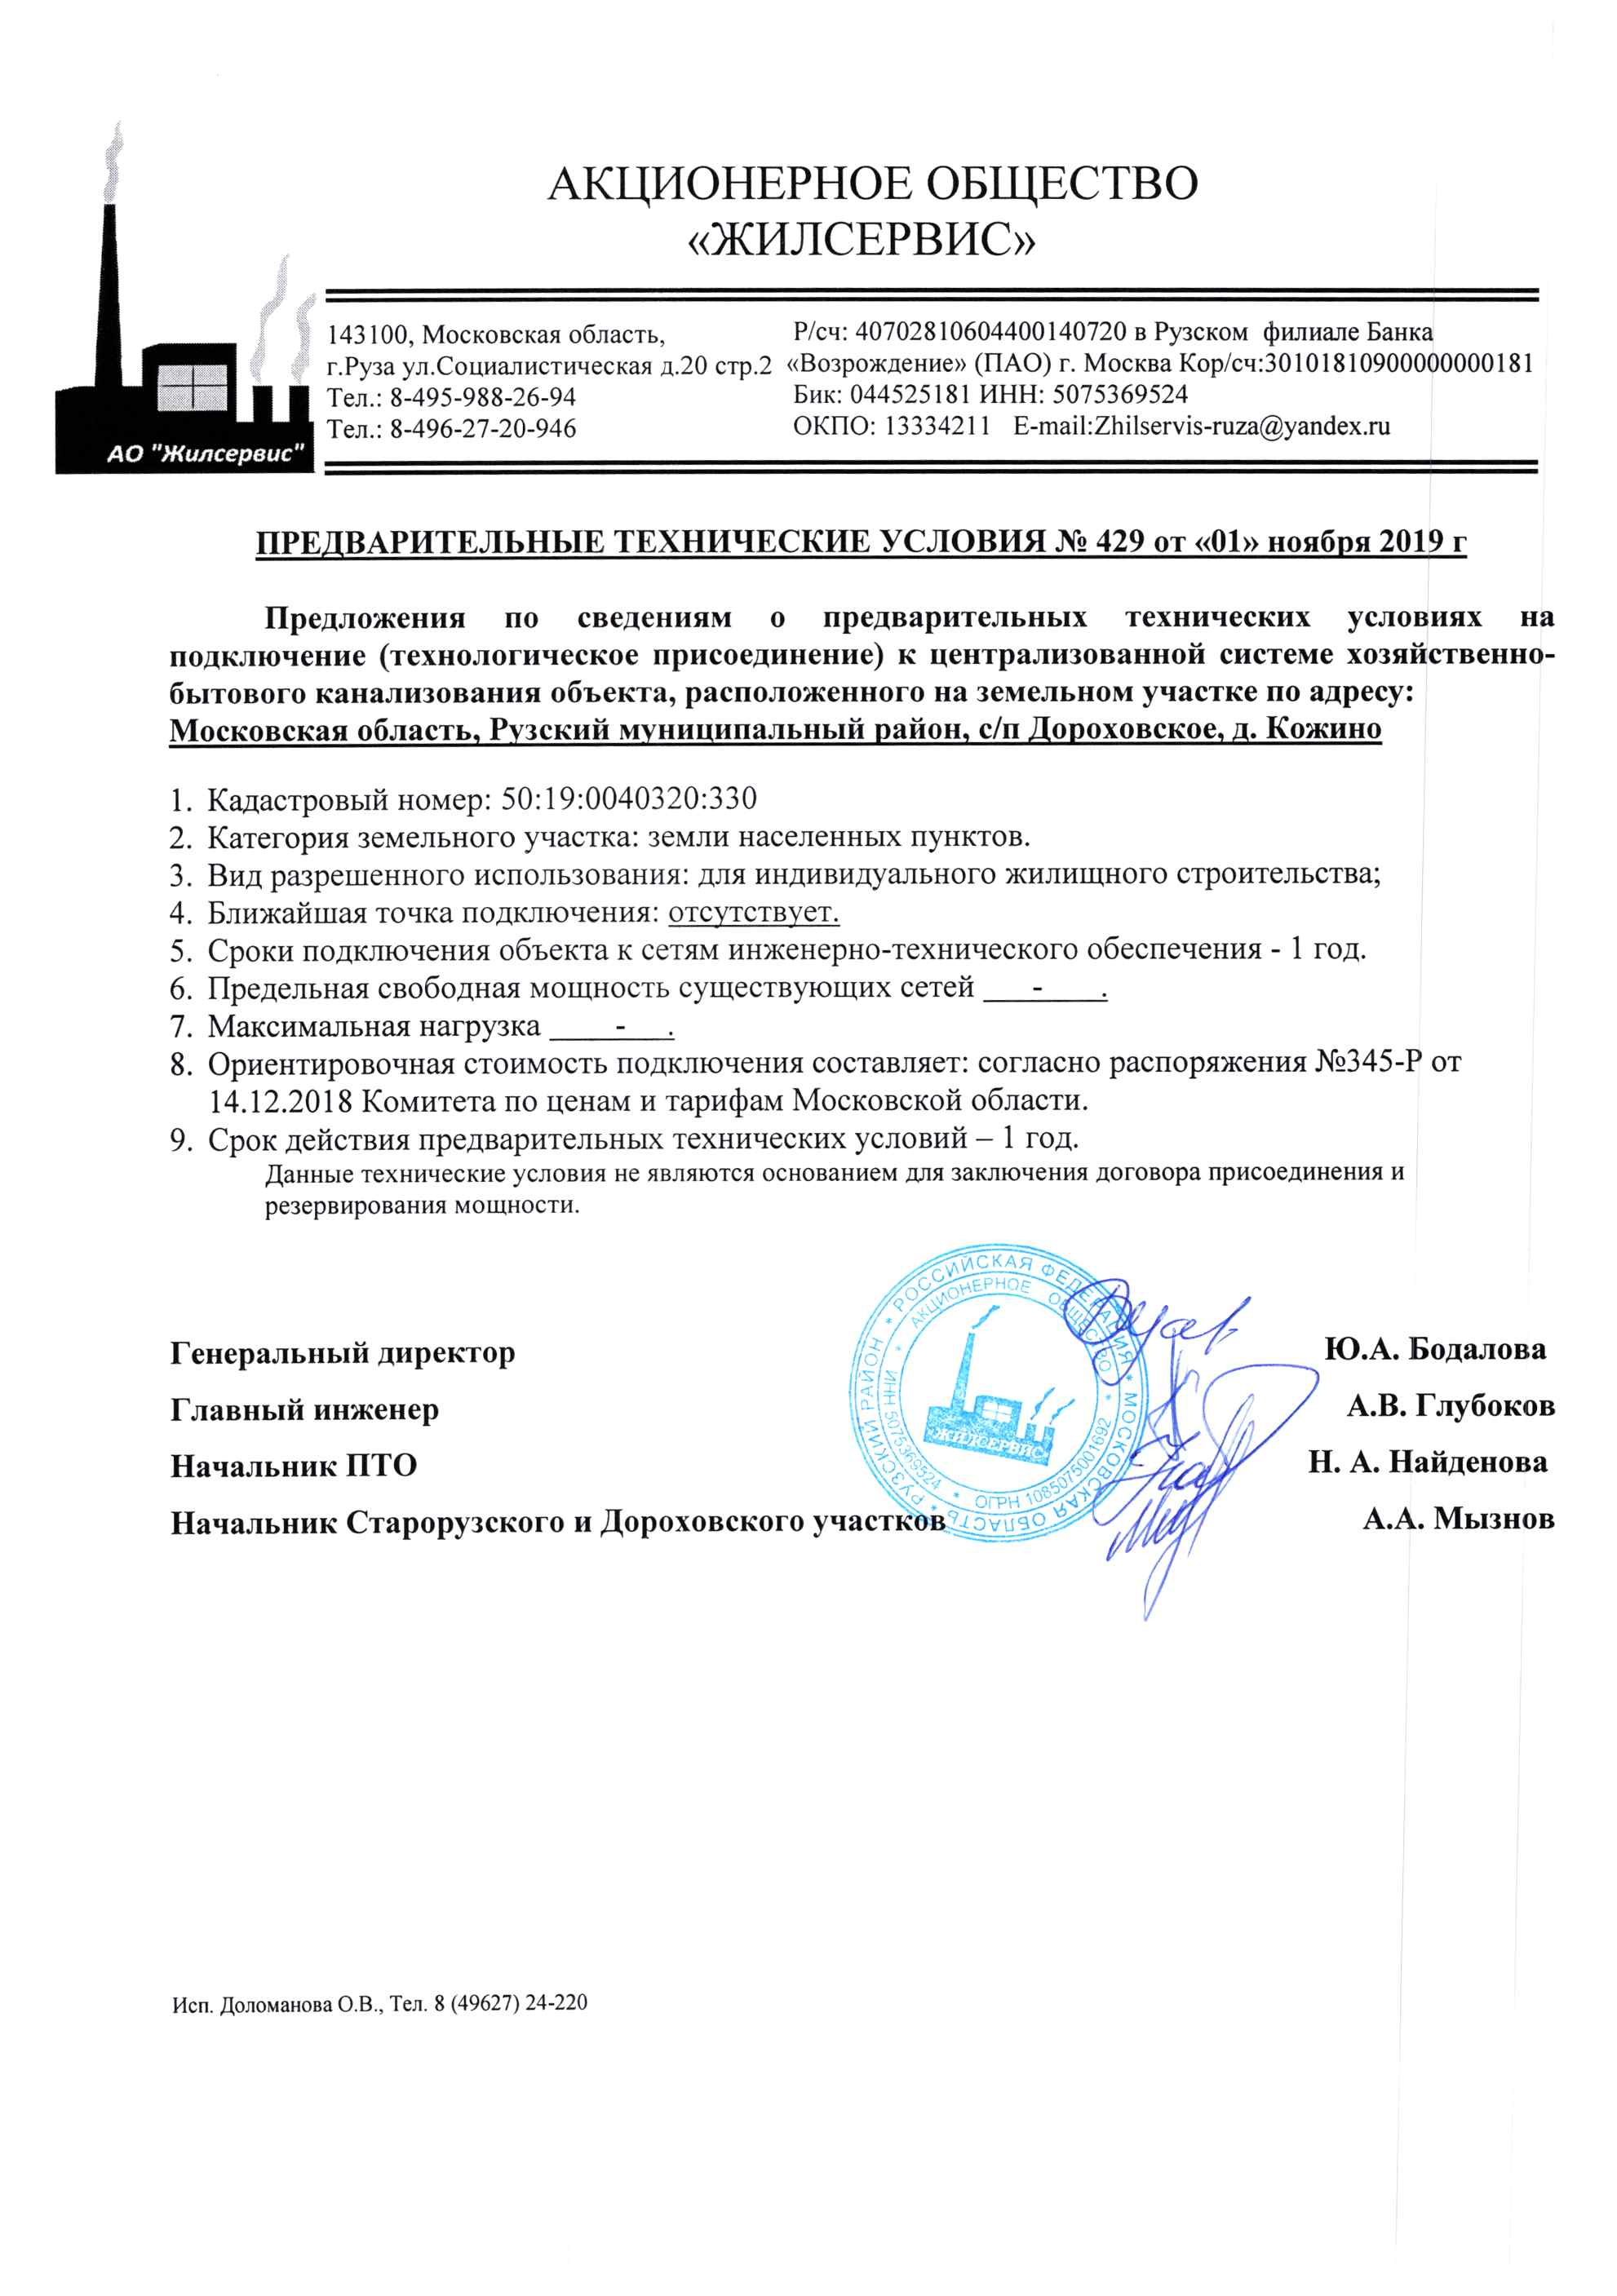 АКЦИОНЕРНОЕ ОБЩЕСТВО
«ЖИЛСЕРВИС»
АО "Жилсервис"
143100, Московская область,
г.Руза ул.Социалистическая д.20 стр.2
Тел.: 8-495-988-26-94
Тел.: 8-496-27-20-946
Р/сч: 40702810604400140720 в Рузском филиале Банка
«Возрождение» (ПАО) г. Москва Кор/сч:30101810900000000181
Бик: 044525181 ИНН: 5075369524
ОКПО: 13334211 E-mail:Zhilservis-ruza@yandex.ru
ПРЕДВАРИТЕЛЬНЫЕ ТЕХНИЧЕСКИЕ УСЛОВИЯ № 429 от «01» ноября 2019 г
Предложения по сведениям о предварительных технических условиях на
подключение (технологическое присоединение) к централизованной системе хозяйственно-
бытового канализования объекта, расположенного на земельном участке по адресу:
Московская область, Рузский муниципальный район, с/п Дороховское, д. Кожино
1. Кадастровый номер: 50:19:0040320:330
2. Категория земельного участка: земли населенных пунктов.
3. Вид разрешенного использования: для индивидуального жилищного строительства;
4. Ближайшая точка подключения: отсутствует.
5. Сроки подключения объекта к сетям инженерно-технического обеспечения - 1 год.
6. Предельная свободная мощность существующих сетей ___-____.
7. Максимальная нагрузка ____-__.
8. Ориентировочная стоимость подключения составляет: согласно распоряжения №345-Р от
14.12.2018 Комитета по ценам и тарифам Московской области.
9. Срок действия предварительных технических условий – 1 год.
Данные технические условия не являются основанием для заключения договора присоединения и
резервирования мощности.
Генеральный директор Ю.А. Бодалова
Главный инженер А.В. Глубоков
Начальник ПТО Н. А. Найденова
Начальник Старорузского и Дороховского участков А.А. Мызнов
* РОССИЙСКАЯ ФЕДЕРАЦИЯ * МОСКОВСКАЯ ОБЛАСТЬ * РУЗСКИЙ РАЙОН
* АКЦИОНЕРНОЕ ОБЩЕСТВО * ОГРН 1085075001692 * ИНН 5075369524
ЖИЛСЕРВИС
Исп. Доломанова О.В., Тел. 8 (49627) 24-220